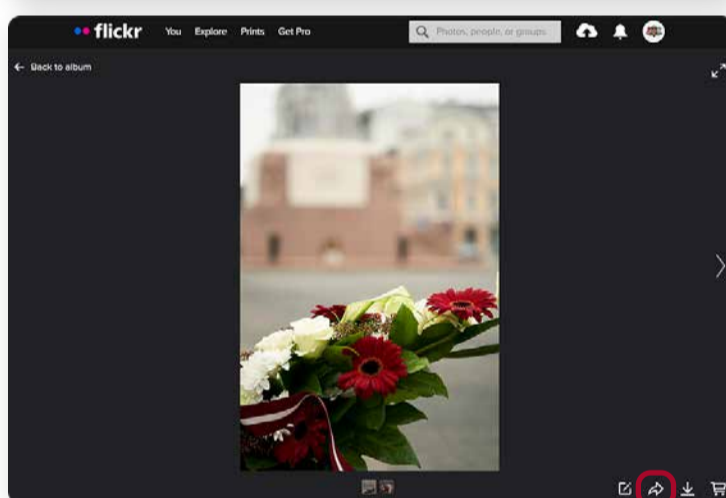 flickr You Explore Prints Get Pro Photos, people, or groups
Back to album